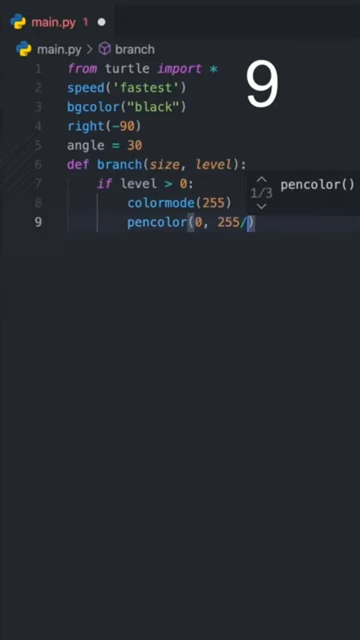 main.py 1
main.py > branch
9
1 from turtle import *
2 speed('fastest')
3 bgcolor("black")
4 right(-90)
5 angle = 30
6 def branch(size, level):
7 if level > 0:
8 colormode(255)
9 pencolor(0, 255/)
1/3 pencolor()